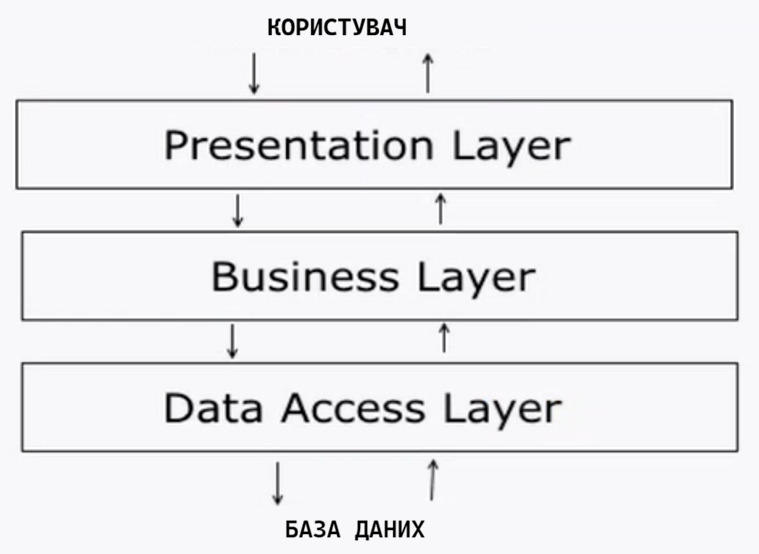 КОРИСТУВАЧ
Presentation Layer
Business Layer
Data Access Layer
БАЗА ДАНИХ